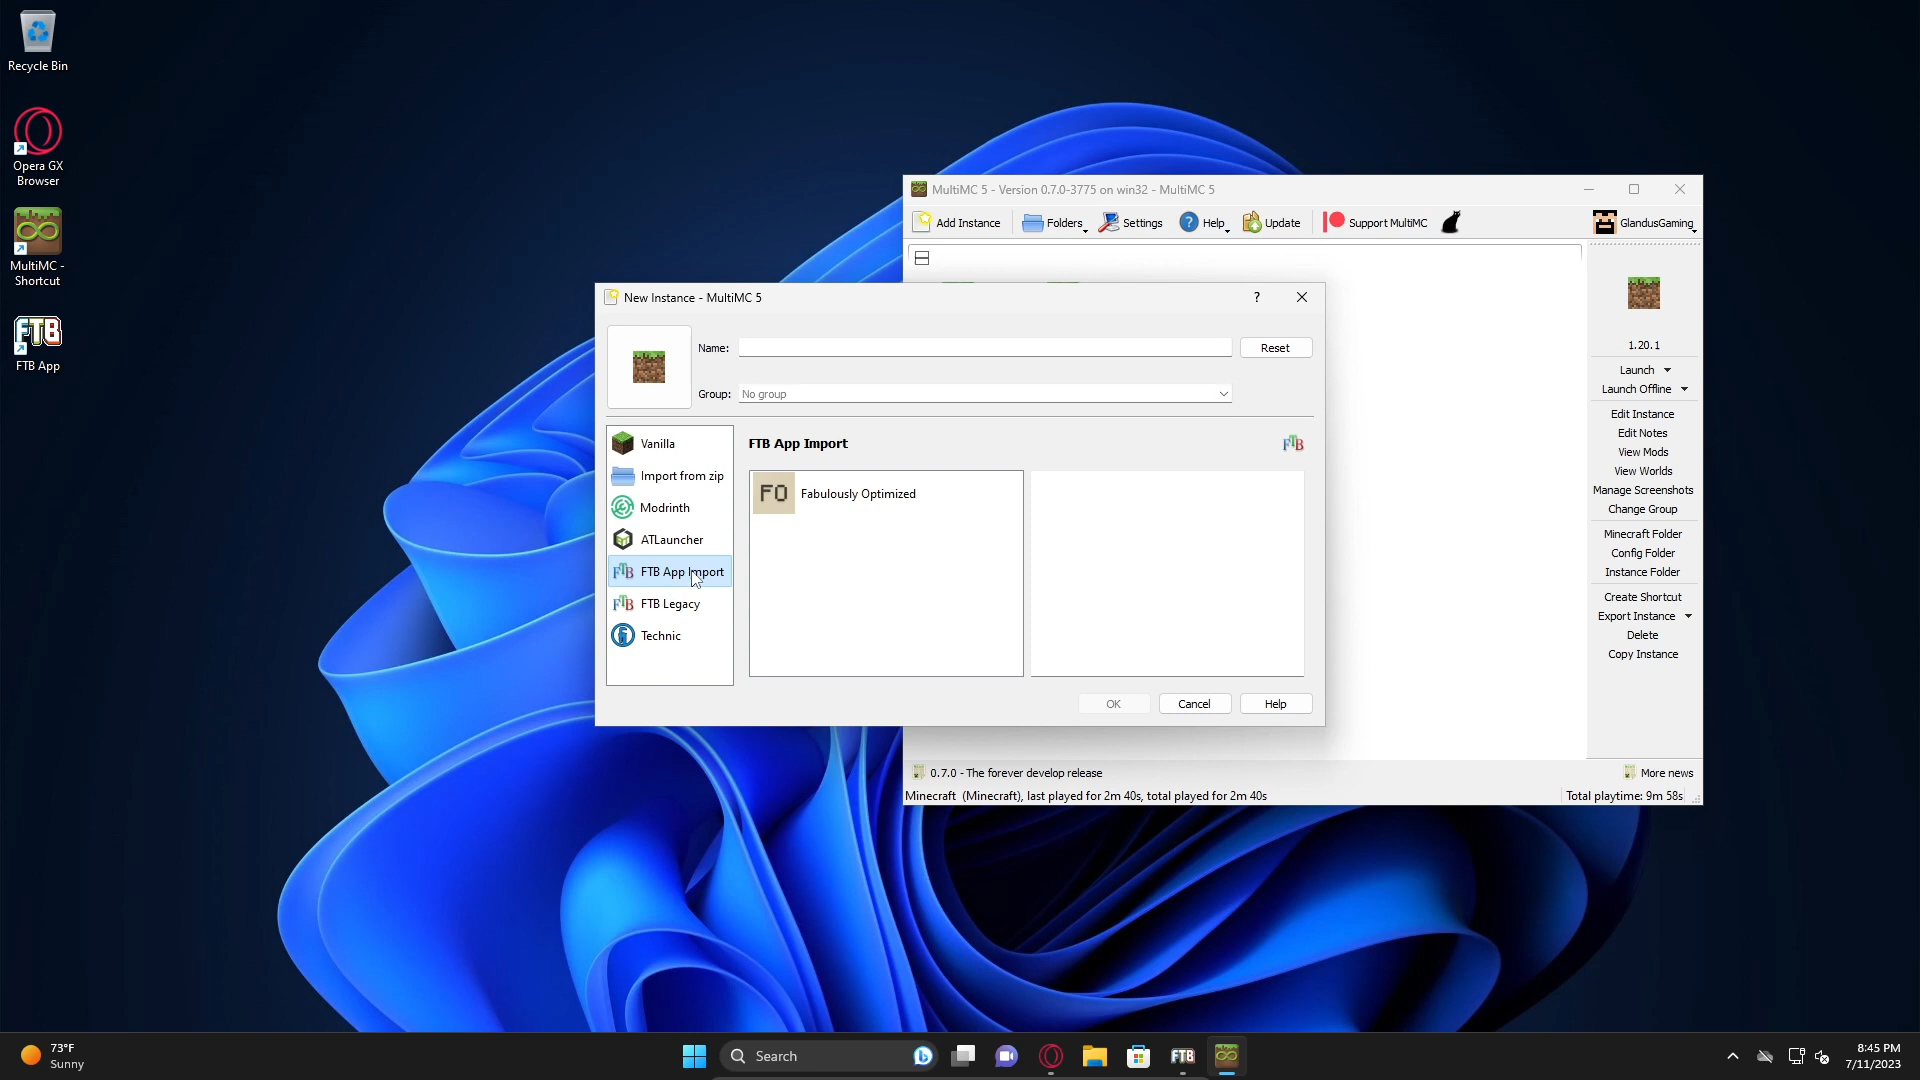 Recycle Bin
Opera GX
Browser
MultiMC -
Shortcut
FTB
FTB App
MultiMC 5 - Version 0.7.0-3775 on win32 - MultiMC 5
Add Instance
Folders
Settings
Help
Update
Support MultiMC
GlandusGaming
New Instance - MultiMC 5
?
Name:
Reset
Group:
No group
Vanilla
Import from zip
Modrinth
ATLauncher
FTB
FTB App Import
FTB
FTB Legacy
Technic
FTB App Import
FTB
FO
Fabulously Optimized
OK
Cancel
Help
1.20.1
Launch
Launch Offline
Edit Instance
Edit Notes
View Mods
View Worlds
Manage Screenshots
Change Group
Minecraft Folder
Config Folder
Instance Folder
Create Shortcut
Export Instance
Delete
Copy Instance
0.7.0 - The forever develop release
More news
Minecraft (Minecraft), last played for 2m 40s, total played for 2m 40s
Total playtime: 9m 58s
73°F
Sunny
Search
FTB
8:45 PM
7/11/2023